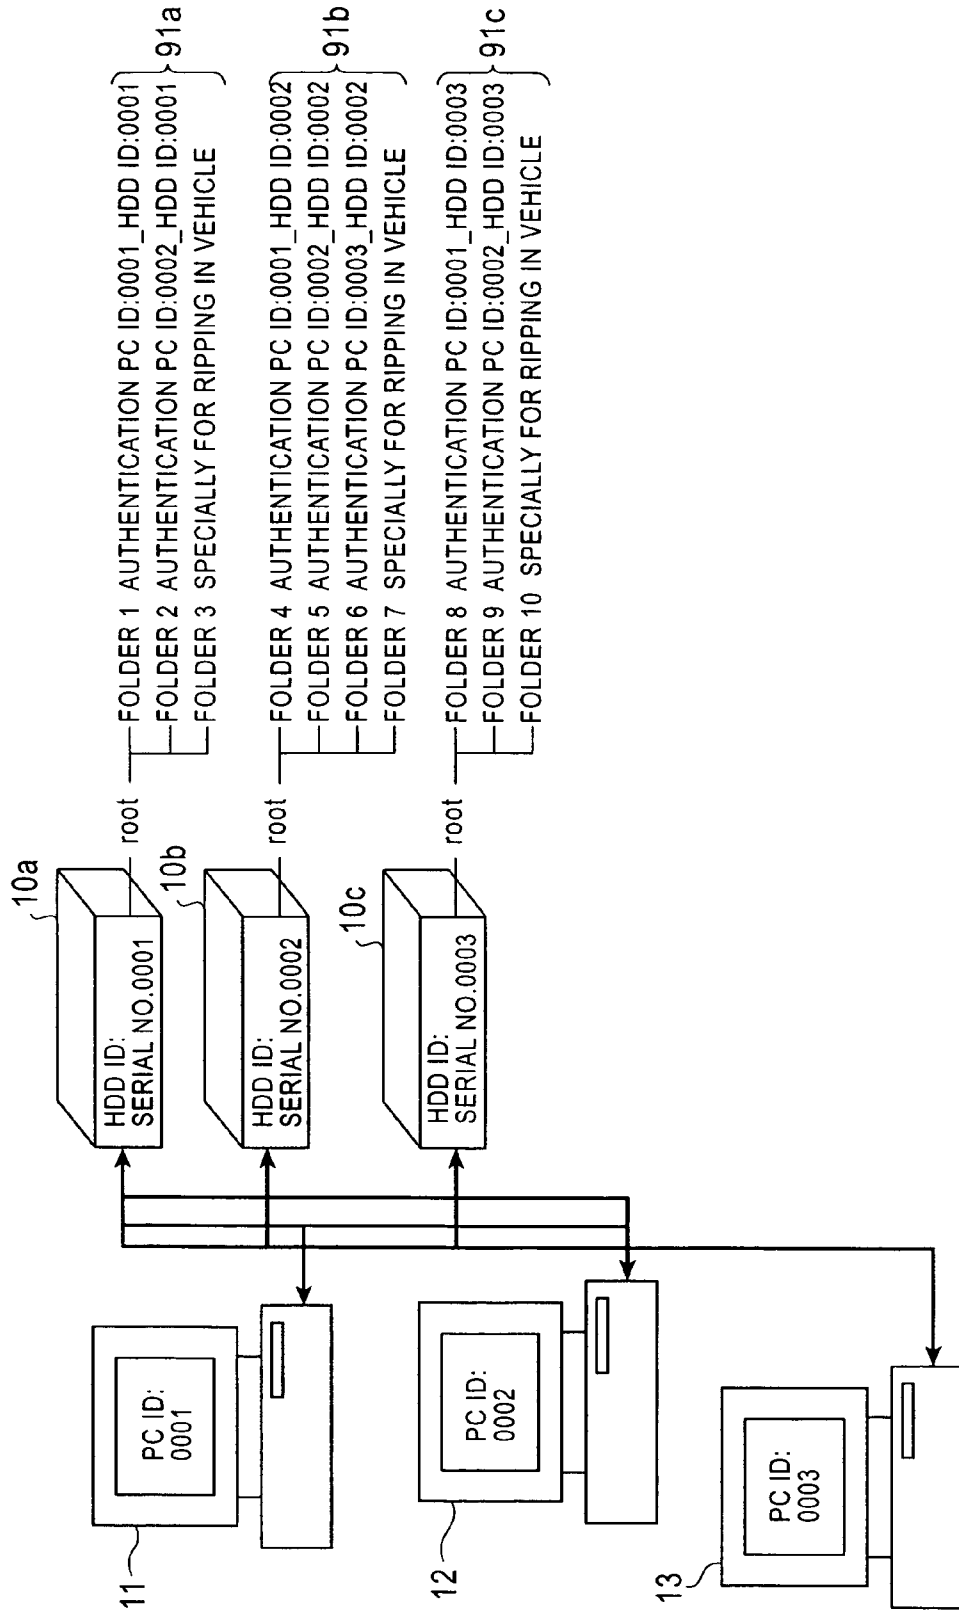 11
PC ID:
0001
12
PC ID:
0002
13
PC ID:
0003
10a
HDD ID:
SERIAL NO.0001
root
FOLDER 1 AUTHENTICATION PC ID:0001_HDD ID:0001
FOLDER 2 AUTHENTICATION PC ID:0002_HDD ID:0001
FOLDER 3 SPECIALLY FOR RIPPING IN VEHICLE
91a
10b
HDD ID:
SERIAL NO.0002
root
FOLDER 4 AUTHENTICATION PC ID:0001_HDD ID:0002
FOLDER 5 AUTHENTICATION PC ID:0002_HDD ID:0002
FOLDER 6 AUTHENTICATION PC ID:0003_HDD ID:0002
FOLDER 7 SPECIALLY FOR RIPPING IN VEHICLE
91b
10c
HDD ID:
SERIAL NO.0003
root
FOLDER 8 AUTHENTICATION PC ID:0001_HDD ID:0003
FOLDER 9 AUTHENTICATION PC ID:0002_HDD ID:0003
FOLDER 10 SPECIALLY FOR RIPPING IN VEHICLE
91c